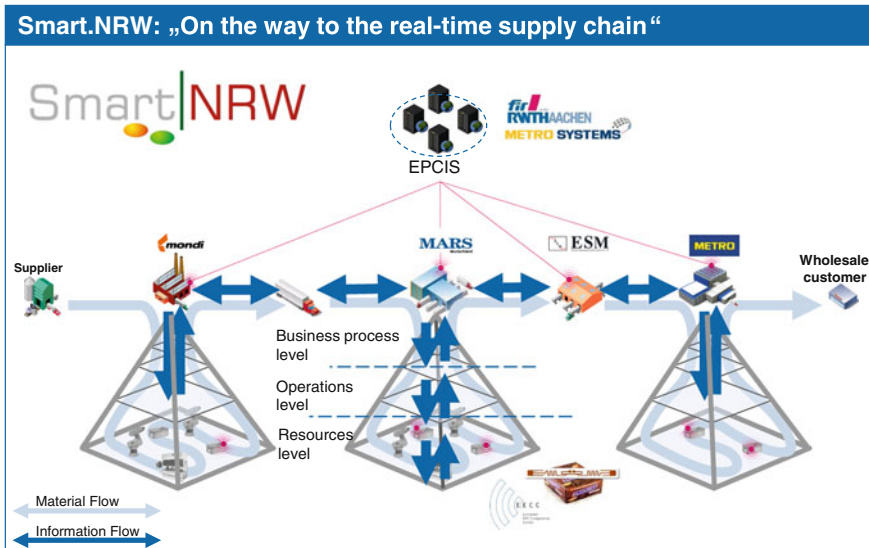 Smart.NRW: „On the way to the real-time supply chain“
Smart NRW
fir
RWTHAACHEN
METRO SYSTEMS
EPCIS
mondi
MARS
ESM
METRO
Supplier
Wholesale
customer
Business process
level
Operations
level
Resources
level
EECC
Material Flow
Information Flow